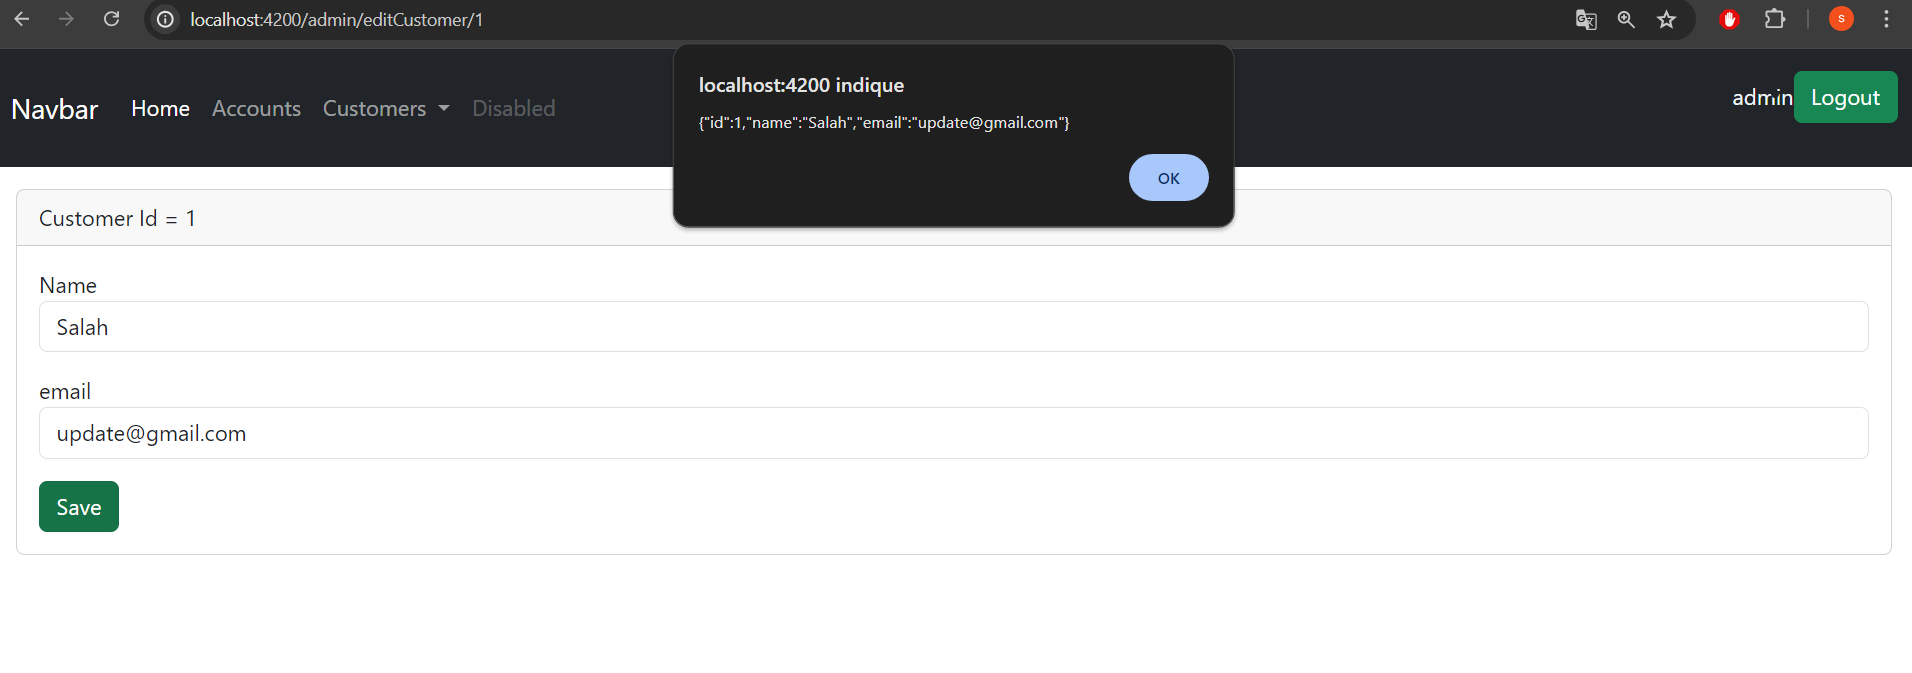 localhost:4200/admin/editCustomer/1
S
localhost:4200 indique
{"id":1,"name":"Salah","email":"update@gmail.com"}
OK
Navbar Home Accounts Customers Disabled
admin Logout
Customer Id = 1
Name
Salah
email
update@gmail.com
Save